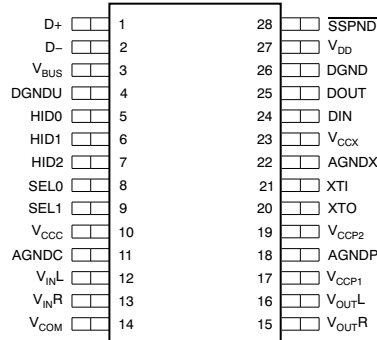 D+ 1 28 SSPND
D− 2 27 VDD
VBUS 3 26 DGND
DGNDU 4 25 DOUT
HID0 5 24 DIN
HID1 6 23 VCCX
HID2 7 22 AGNDX
SEL0 8 21 XTI
SEL1 9 20 XTO
VCCC 10 19 VCCP2
AGNDC 11 18 AGNDP
VINL 12 17 VCCP1
VINR 13 16 VOUTL
VCOM 14 15 VOUTR